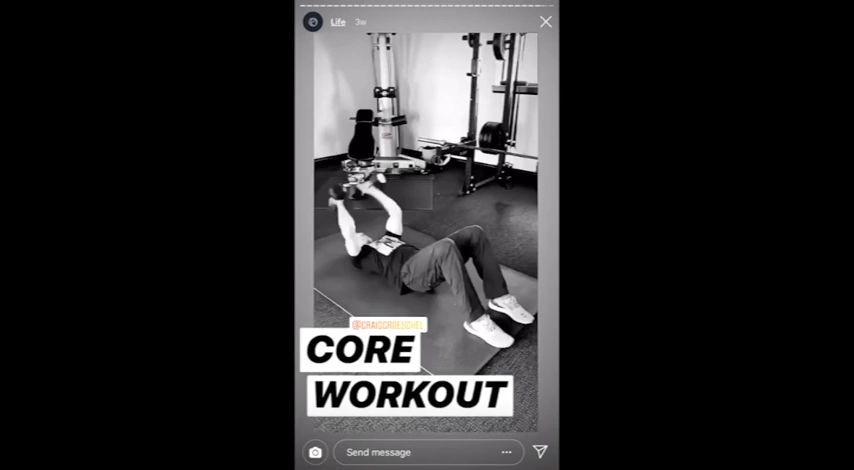 Life 3w
@CRAIGGROESCHEL
CORE
WORKOUT
Send message